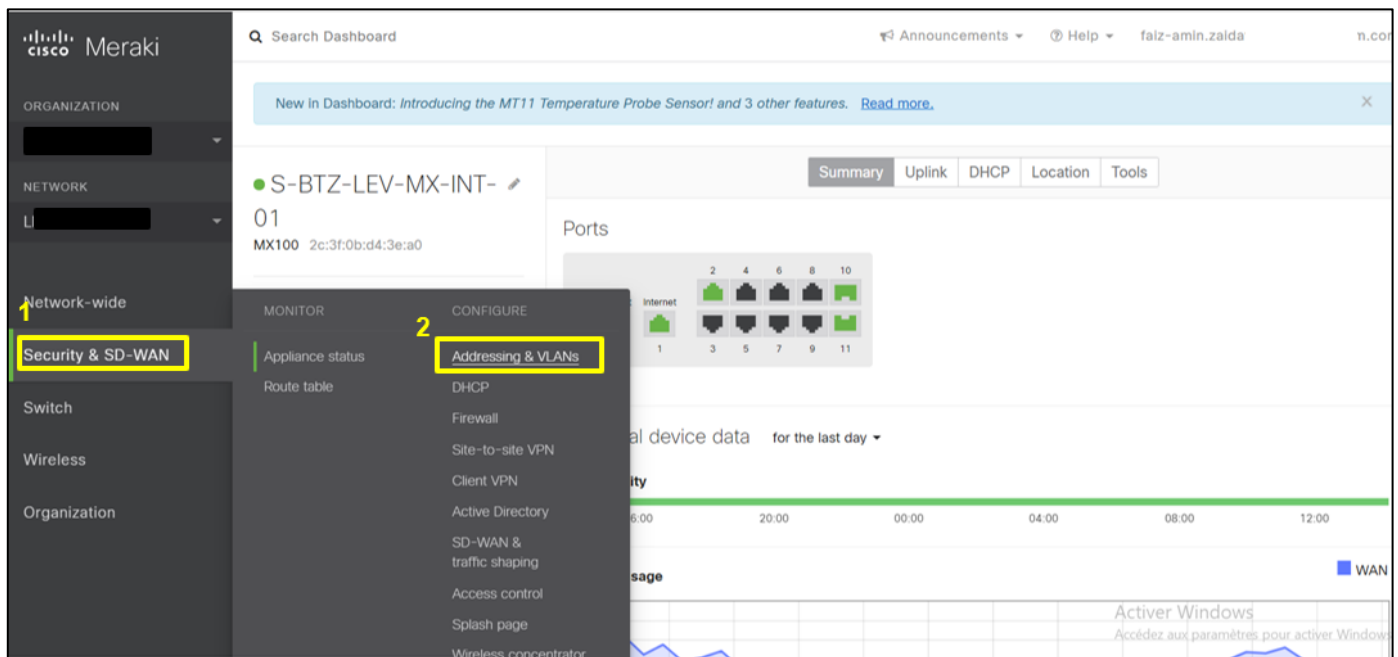 cisco Meraki
Search Dashboard
Announcements
Help
faiz-amin.zaida
n.com
New in Dashboard: Introducing the MT11 Temperature Probe Sensor! and 3 other features. Read more.
ORGANIZATION
NETWORK
S-BTZ-LEV-MX-INT-
01
MX100 2c:3f:0b:d4:3e:a0
Summary Uplink DHCP Location Tools
Ports
2 4 6 8 10
Internet
1 3 5 7 9 11
Network-wide
1
Security & SD-WAN
Switch
Wireless
Organization
MONITOR
Appliance status
Route table
2
CONFIGURE
Addressing & VLANs
DHCP
Firewall
Site-to-site VPN
Client VPN
Active Directory
SD-WAN &
traffic shaping
Access control
Splash page
Wireless concentrator
al device data for the last day
ity
6:00 20:00 00:00 04:00 08:00 12:00
sage
WAN
Activer Windows
Accédez aux paramètres pour activer Windows